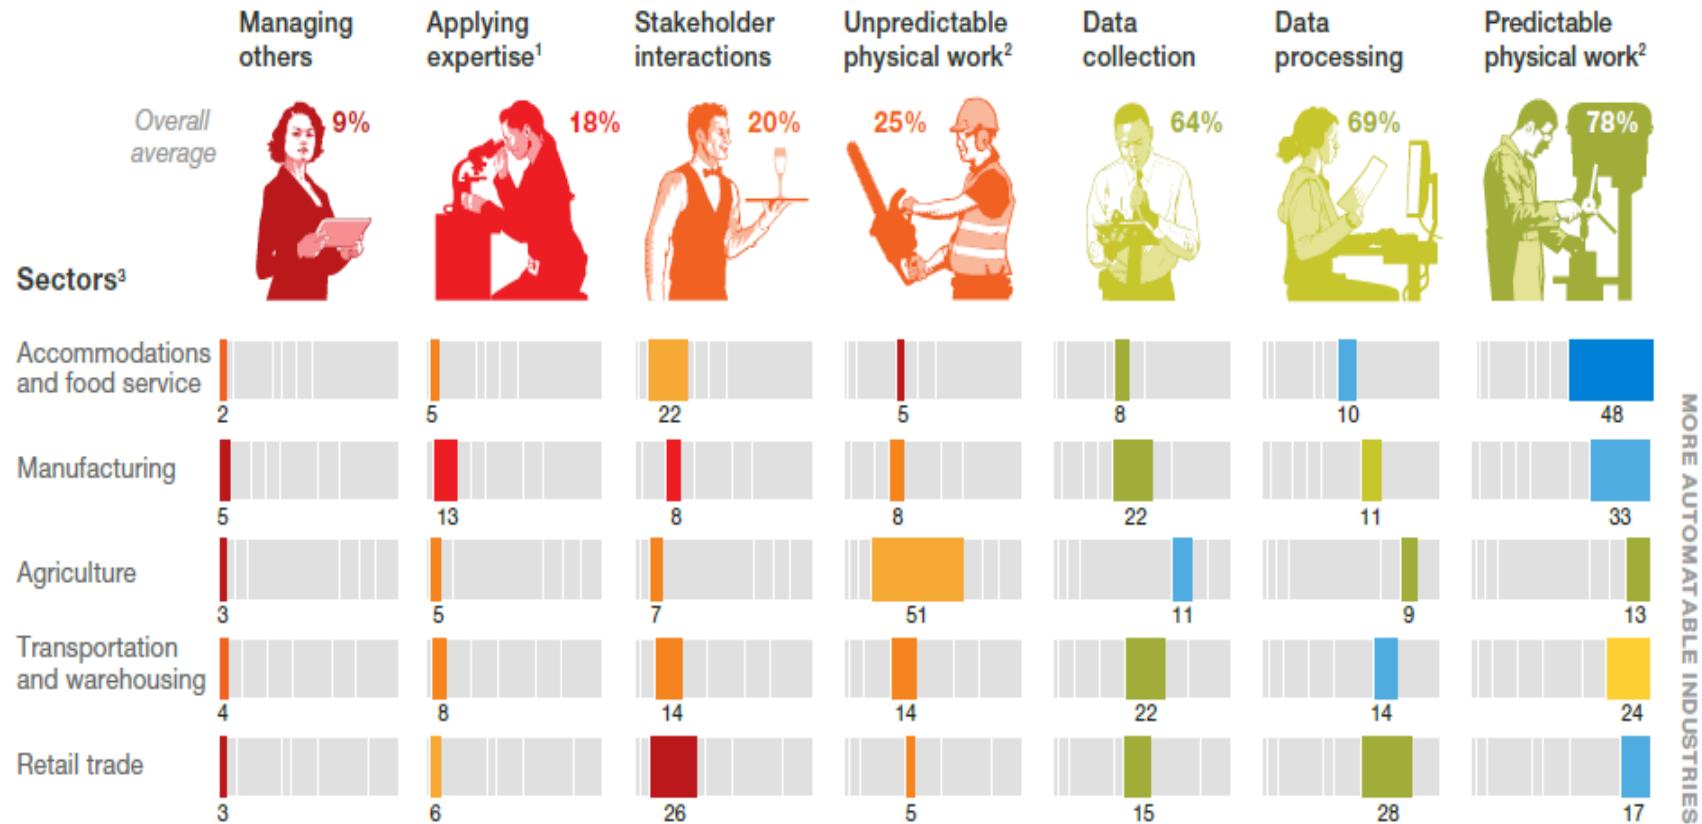 Managing others
Applying expertise¹
Stakeholder interactions
Unpredictable physical work²
Data collection
Data processing
Predictable physical work²
Overall average
9%
18%
20%
25%
64%
69%
78%
Sectors³
Accommodations and food service
2
5
22
5
8
10
48
Manufacturing
5
13
8
8
22
11
33
Agriculture
3
5
7
51
11
9
13
Transportation and warehousing
4
8
14
14
22
14
24
Retail trade
3
6
26
5
15
28
17
MORE AUTOMATABLE INDUSTRIES